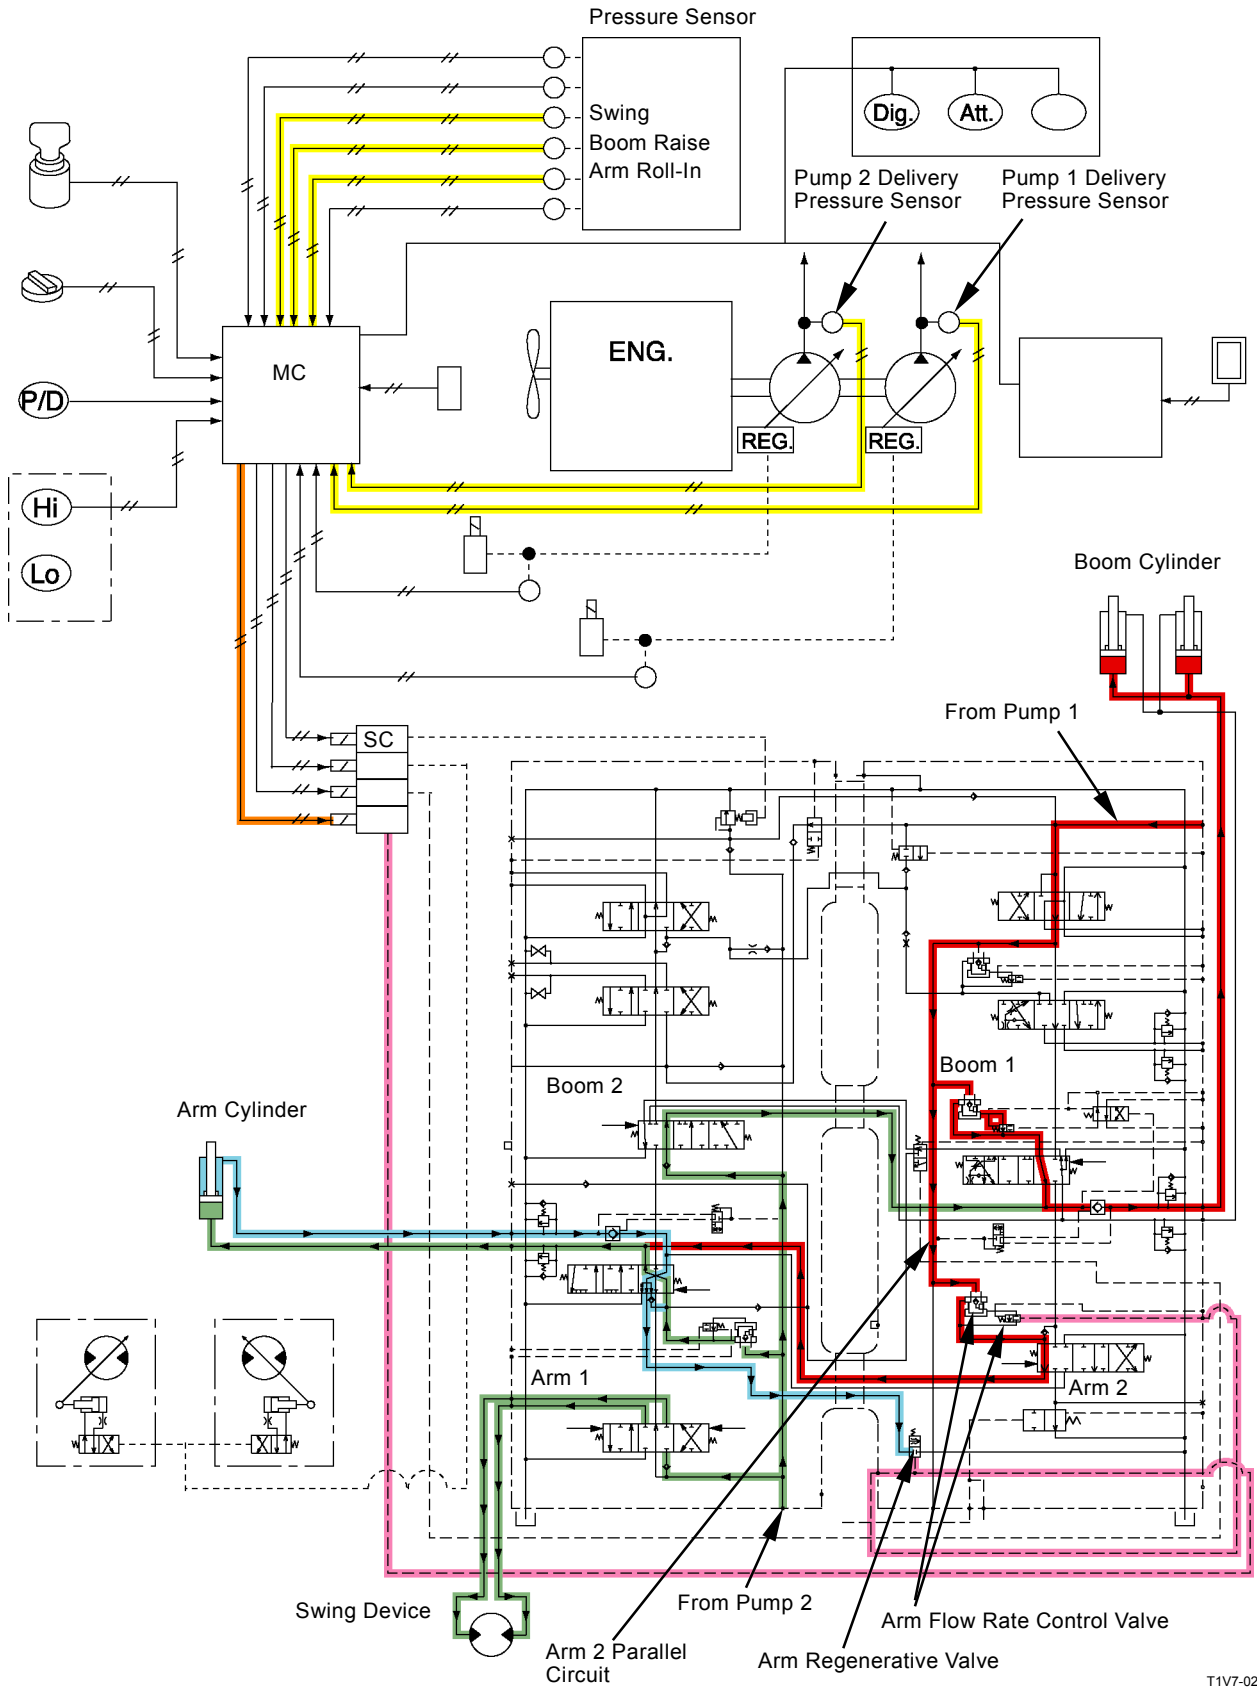 Pressure Sensor
Swing
Boom Raise
Arm Roll-In
Dig.
Att.
Pump 2 Delivery
Pressure Sensor
Pump 1 Delivery
Pressure Sensor
MC
ENG.
P/D
REG.
REG.
Hi
Lo
Boom Cylinder
From Pump 1
SC
Boom 1
Boom 2
Arm Cylinder
Arm 1
Arm 2
Swing Device
From Pump 2
Arm Flow Rate Control Valve
Arm 2 Parallel
Circuit
Arm Regenerative Valve
T1V7-02